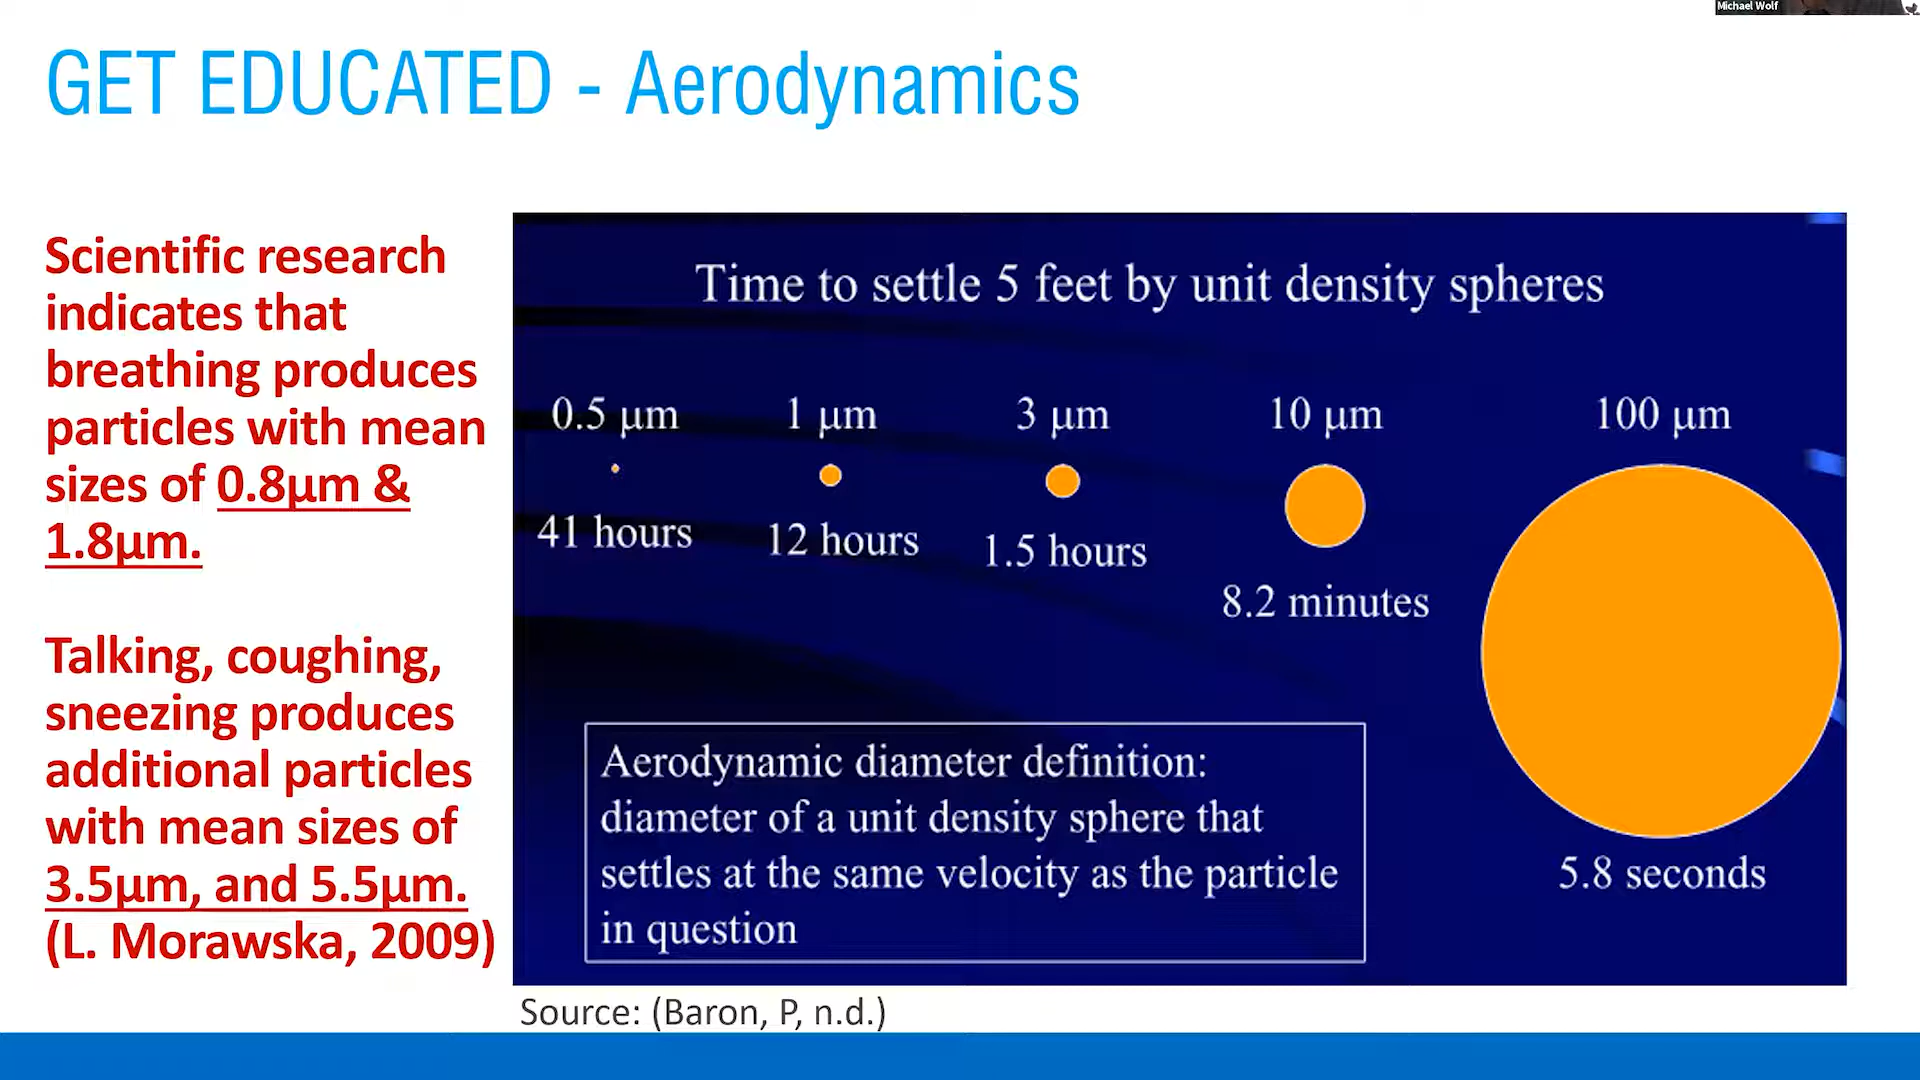 Michael Wolf
GET EDUCATED - Aerodynamics
Scientific research
indicates that
breathing produces
particles with mean
sizes of 0.8µm &
1.8µm.
Talking, coughing,
sneezing produces
additional particles
with mean sizes of
3.5µm, and 5.5µm.
(L. Morawska, 2009)
Time to settle 5 feet by unit density spheres
0.5 µm
1 µm
3 µm
10 µm
100 µm
41 hours
12 hours
1.5 hours
8.2 minutes
5.8 seconds
Aerodynamic diameter definition:
diameter of a unit density sphere that
settles at the same velocity as the particle
in question
Source: (Baron, P, n.d.)